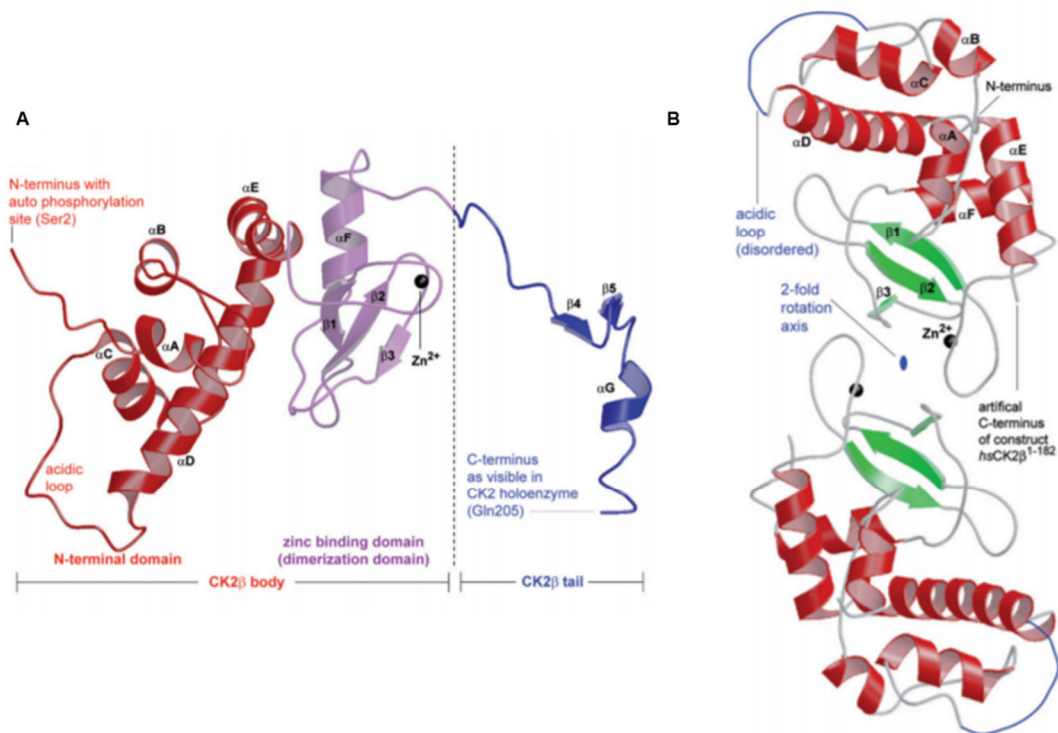 A
N-terminus with
auto phosphorylation
site (Ser2)
αB
αE
αF
αC
αA
β1
β2
β3
Zn2+
β4
β5
αG
αD
acidic
loop
C-terminus
as visible in
CK2 holoenzyme
(Gln205)
N-terminal domain
zinc binding domain
(dimerization domain)
CK2β body
CK2β tail
B
αB
αC
N-terminus
αD
αA
αE
αF
acidic
loop
(disordered)
β1
β2
β3
2-fold
rotation
axis
Zn2+
artifical
C-terminus
of construct
hsCK2β1-182